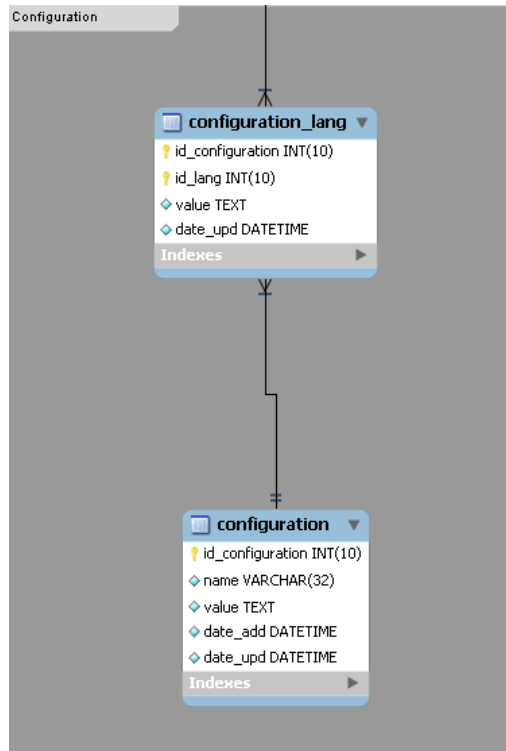 Configuration
configuration_lang
id_configuration INT(10)
id_lang INT(10)
value TEXT
date_upd DATETIME
Indexes
configuration
id_configuration INT(10)
name VARCHAR(32)
value TEXT
date_add DATETIME
date_upd DATETIME
Indexes